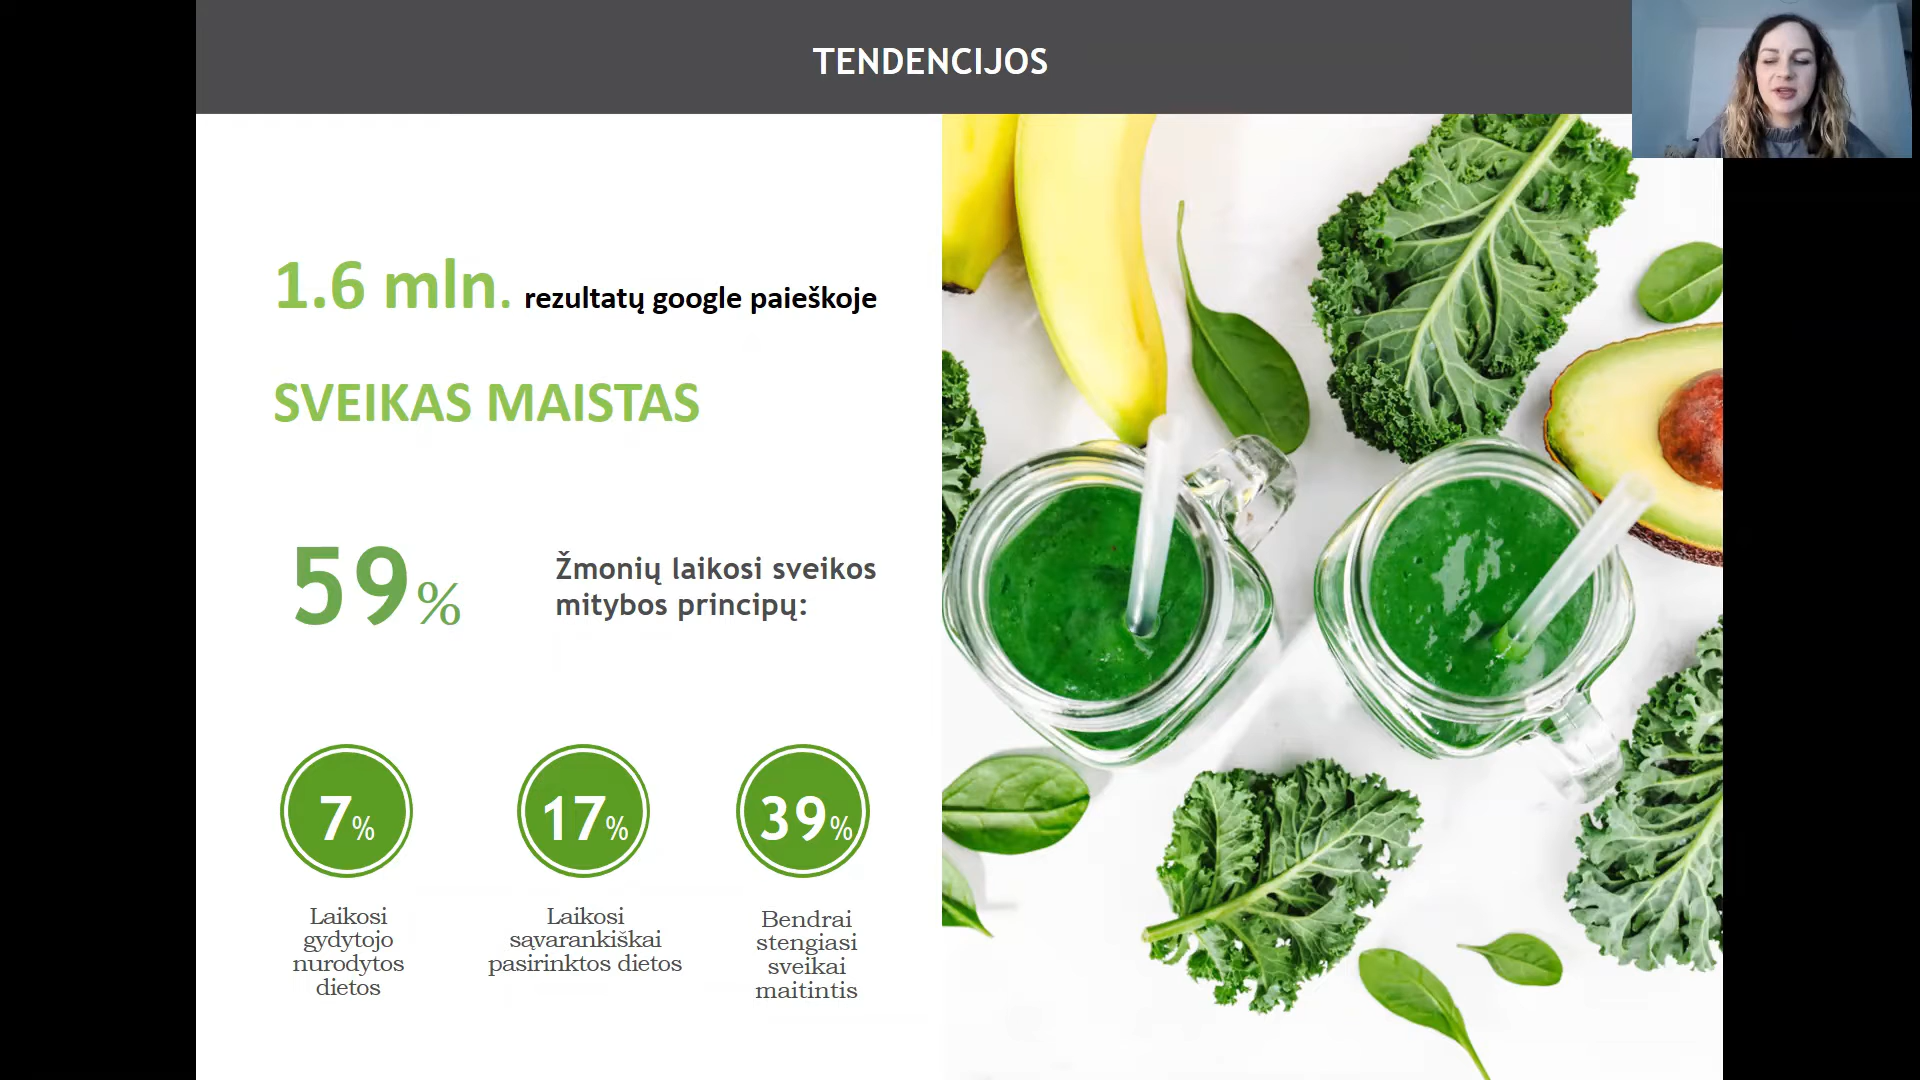 TENDENCIJOS
1.6 mln. rezultatų google paieškoje
SVEIKAS MAISTAS
59%
Žmonių laikosi sveikos
mitybos principų:
7%
Laikosi
gydytojo
nurodytos
dietos
17%
Laikosi
sąvarankiškai
pasirinktos dietos
39%
Bendrai
stengiasi
sveikai
maitintis